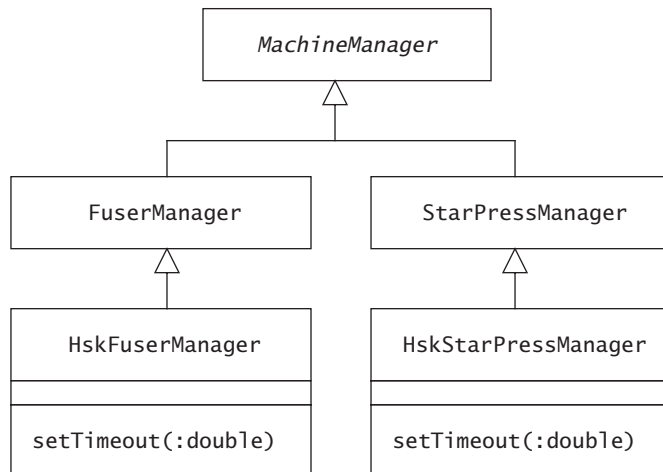 MachineManager
FuserManager
StarPressManager
HskFuserManager
HskStarPressManager
setTimeout(:double)
setTimeout(:double)